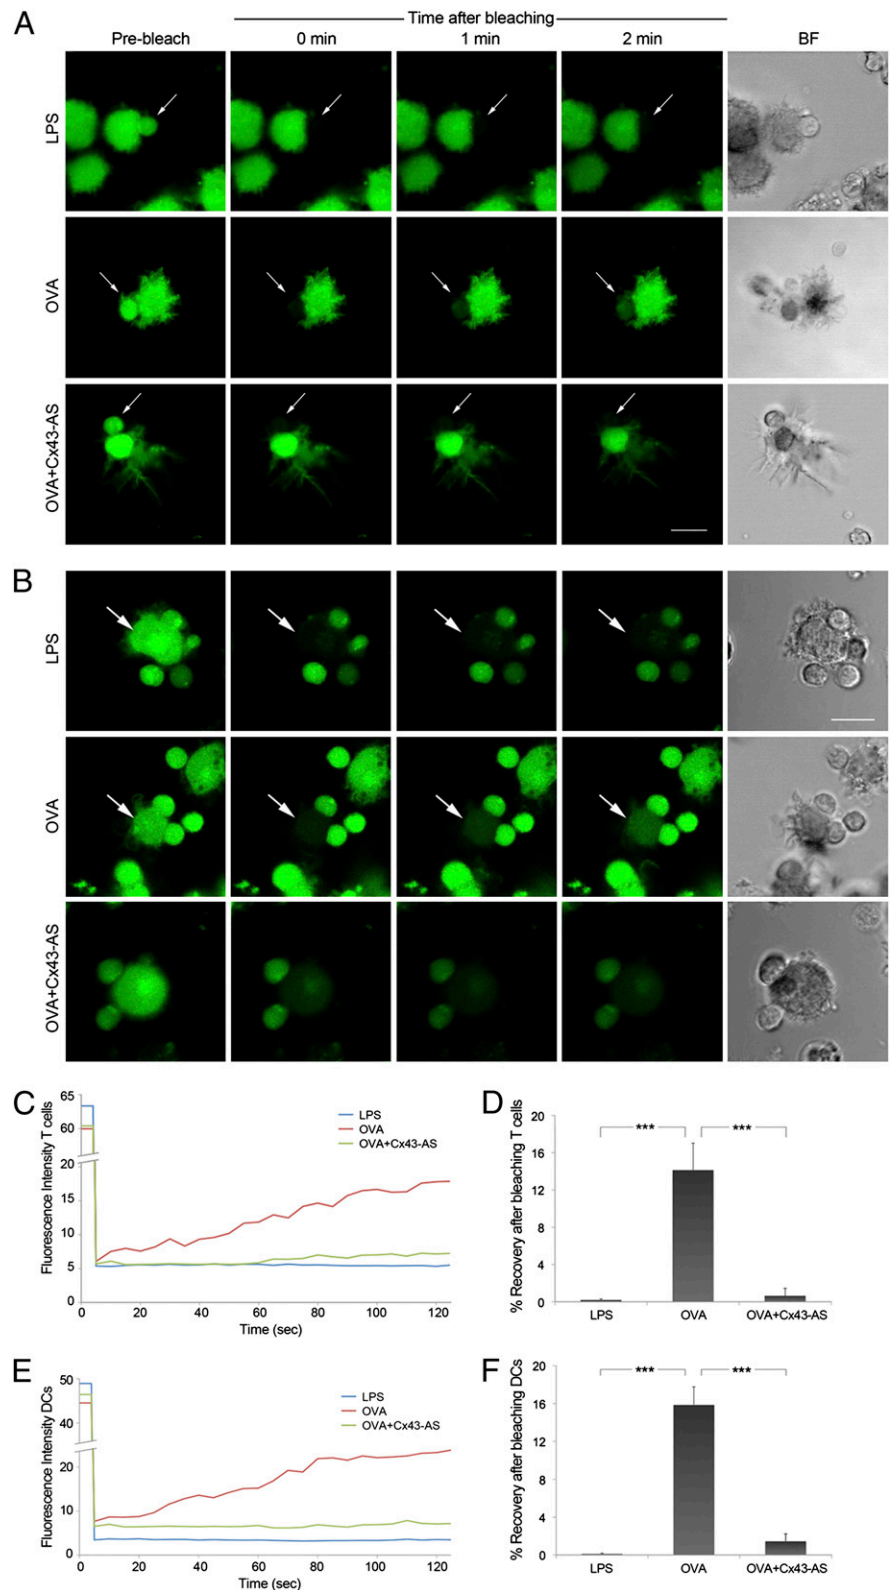 A
Time after bleaching
Pre-bleach 0 min 1 min 2 min BF
LPS
OVA
OVA+Cx43-AS
B
LPS
OVA
OVA+Cx43-AS
C
Fluorescence Intensity T cells
65
60
20
15
10
5
0
LPS
OVA
OVA+Cx43-AS
0 20 40 60 80 100 120
Time (sec)
D
% Recovery after bleaching T cells
20
16
12
8
4
0
*** ***
LPS OVA OVA+Cx43-AS
E
Fluorescence Intensity DCs
50
40
20
10
0
LPS
OVA
OVA+Cx43-AS
0 20 40 60 80 100 120
Time (sec)
F
% Recovery after bleaching DCs
20
16
12
8
4
0
*** ***
LPS OVA OVA+Cx43-AS